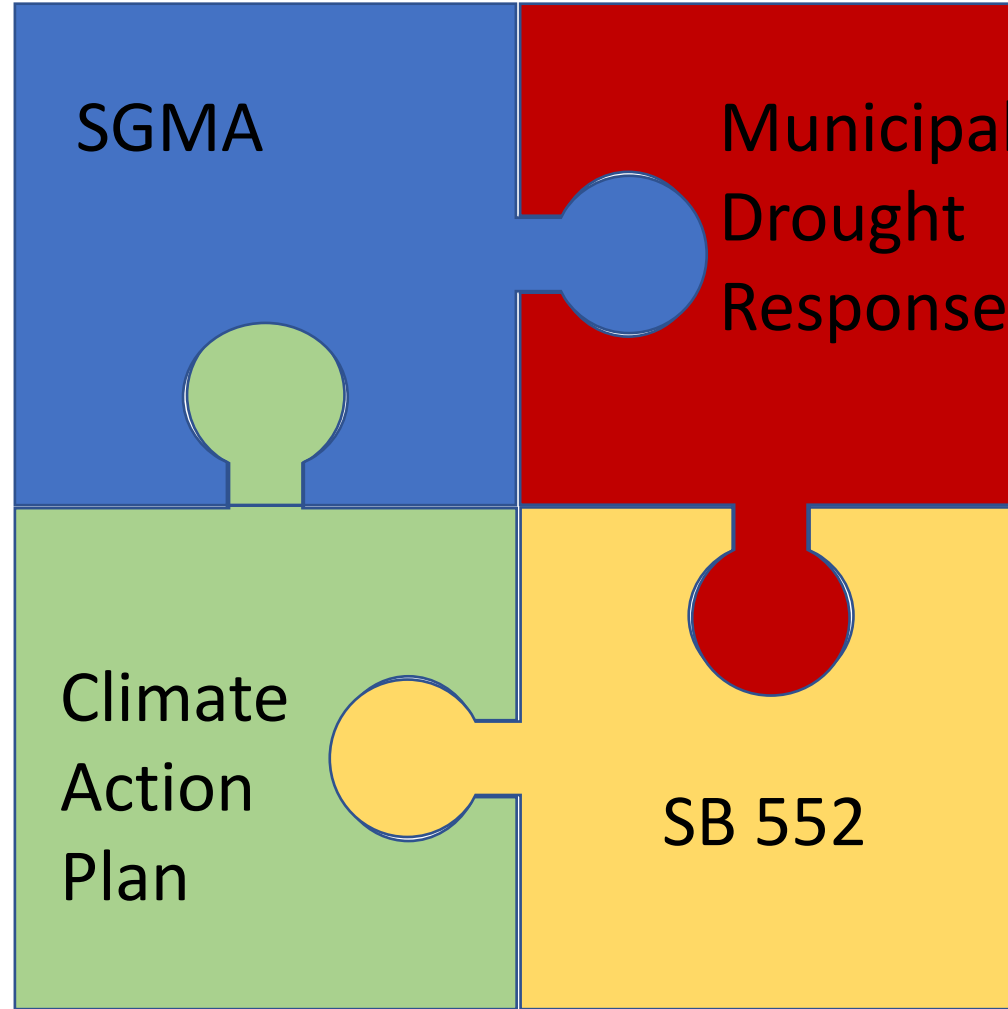 SGMA
Municipal
Drought
Response
Climate
Action
Plan
SB 552